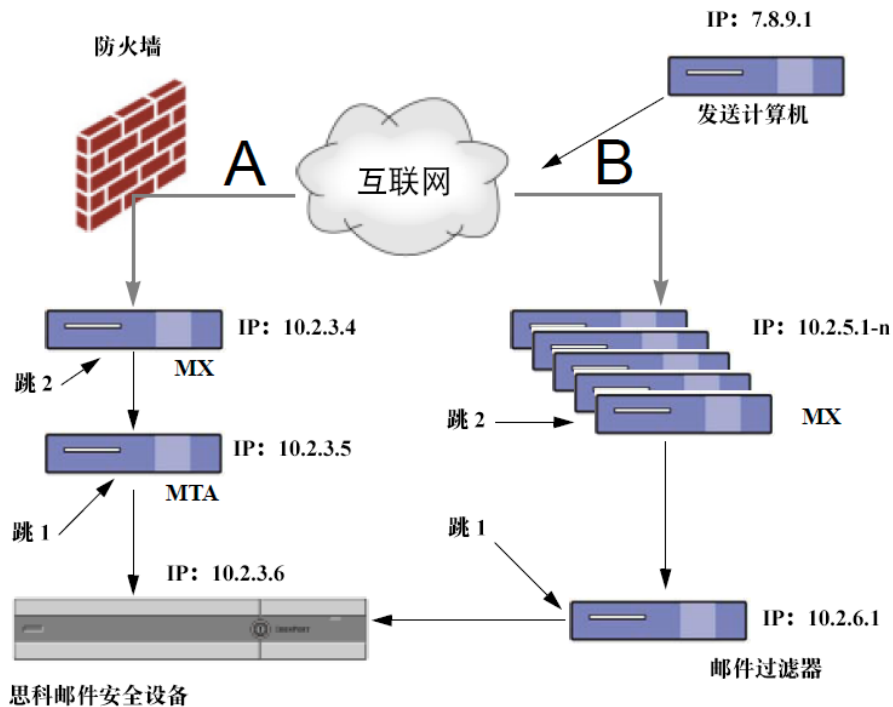 IP：7.8.9.1
防火墙
发送计算机
A
互联网
B
IP：10.2.3.4
IP：10.2.5.1-n
MX
跳 2
MX
跳 2
IP：10.2.3.5
MTA
跳 1
跳 1
IP：10.2.3.6
IP：10.2.6.1
邮件过滤器
思科邮件安全设备